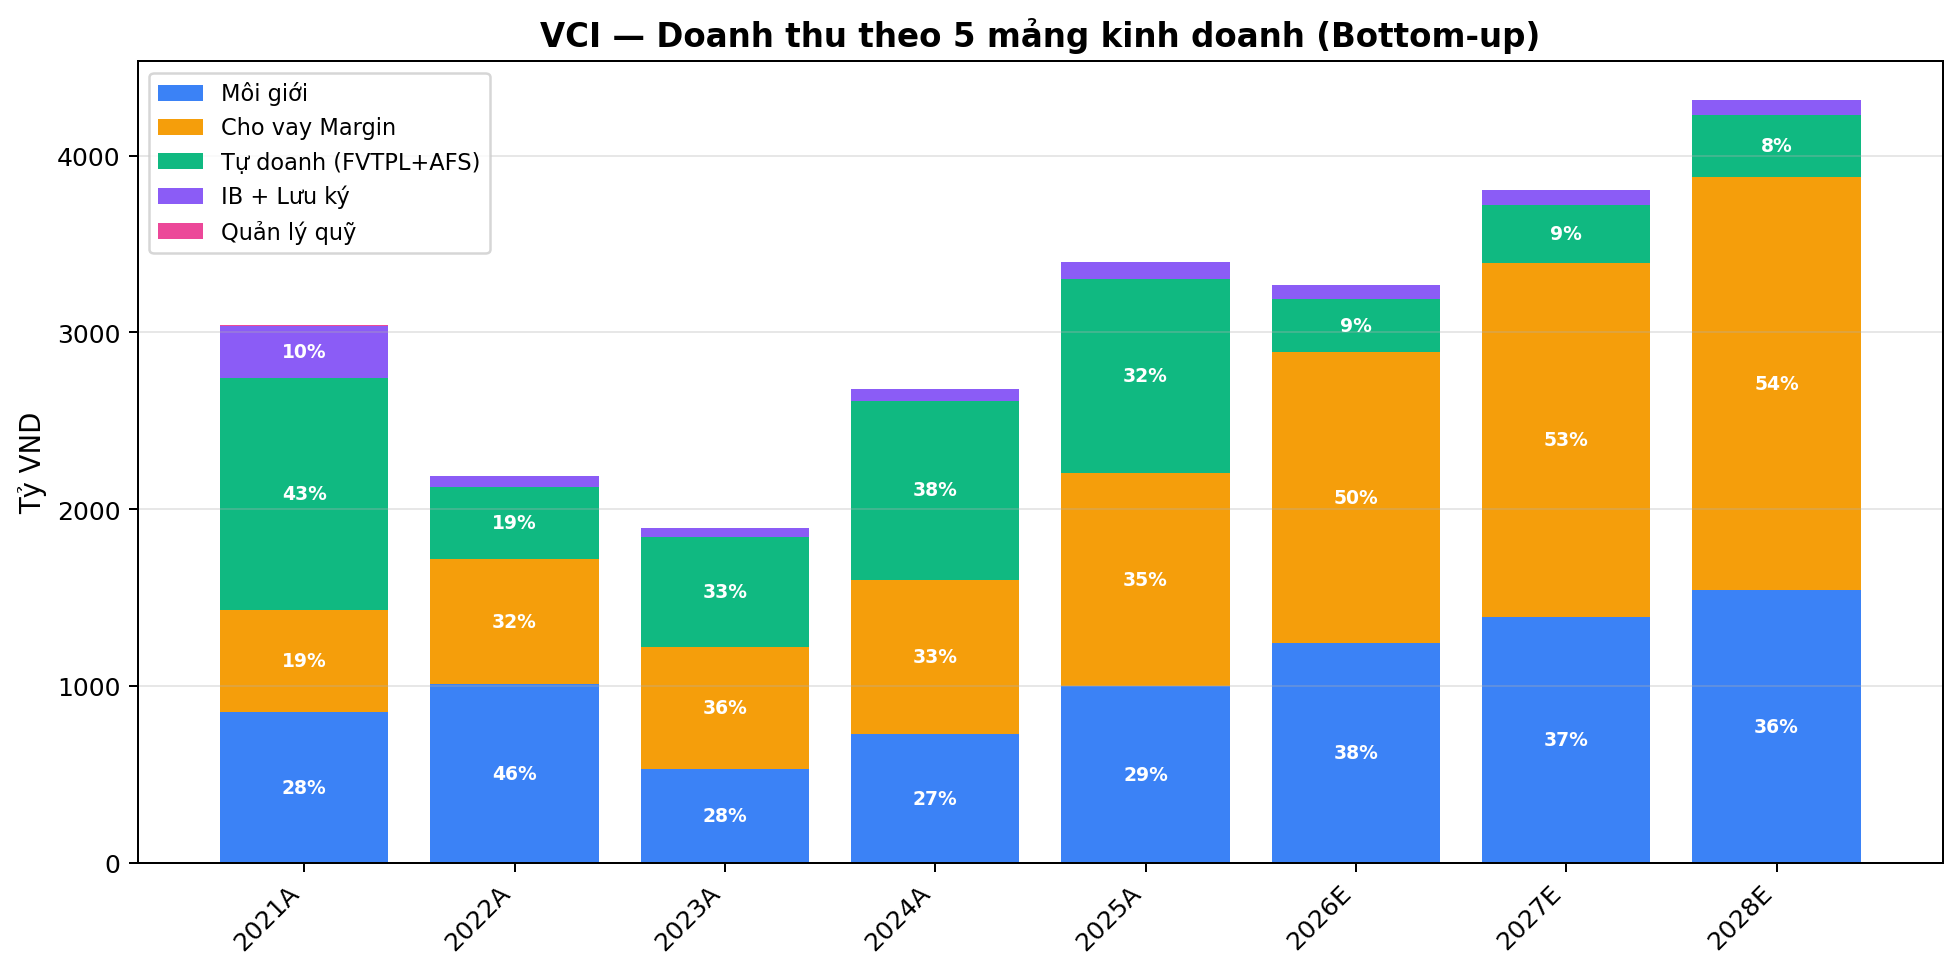 VCI — Doanh thu theo 5 mảng kinh doanh (Bottom-up)
Môi giới
Cho vay Margin
Tự doanh (FVTPL+AFS)
IB + Lưu ký
Quản lý quỹ
Tỷ VND
4000
3000
2000
1000
0
10%
43%
19%
28%
19%
32%
46%
33%
36%
28%
38%
33%
27%
32%
35%
29%
9%
50%
38%
9%
53%
37%
8%
54%
36%
2021A
2022A
2023A
2024A
2025A
2026E
2027E
2028E